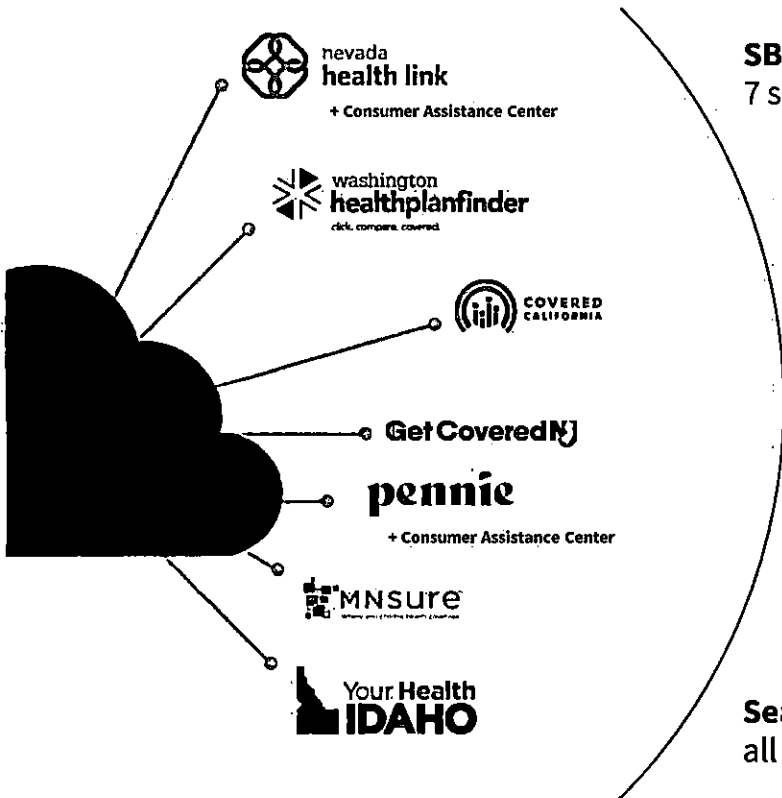 nevada
health link
+ Consumer Assistance Center
SB
7 s
washington
healthplanfinder
click. compare. covered.
COVERED
CALIFORNIA
GetCoveredNJ
pennie
+ Consumer Assistance Center
MNsure
Your Health
IDAHO
Sea
all